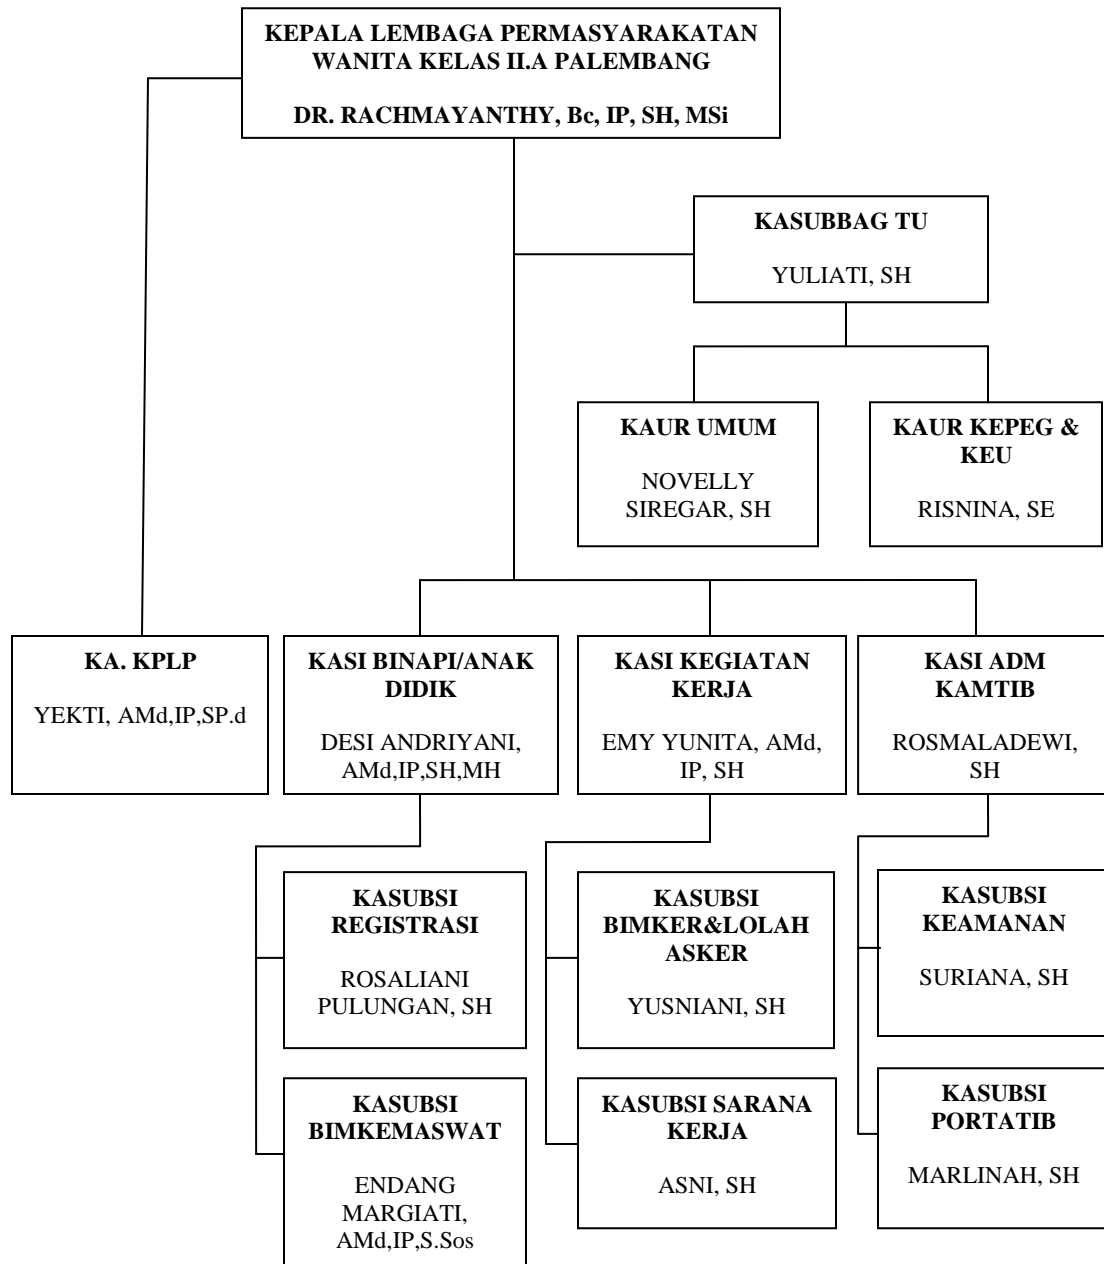 KEPALA LEMBAGA PERMASYARAKATAN
WANITA KELAS II.A PALEMBANG
DR. RACHMAYANTHY, Bc, IP, SH, MSi
KASUBBAG TU
YULIATI, SH
KAUR UMUM
NOVELLY
SIREGAR, SH
KAUR KEPEG &
KEU
RISNINA, SE
KA. KPLP
YEKTI, AMd,IP,SP.d
KASI BINAPI/ANAK
DIDIK
DESI ANDRIYANI,
AMd,IP,SH,MH
KASI KEGIATAN
KERJA
EMY YUNITA, AMd,
IP, SH
KASI ADM
KAMTIB
ROSMALADEWI,
SH
KASUBSI
REGISTRASI
ROSALIANI
PULUNGAN, SH
KASUBSI
BIMKER&LOLAH
ASKER
YUSNIANI, SH
KASUBSI
KEAMANAN
SURIANA, SH
KASUBSI
BIMKEMASWAT
ENDANG
MARGIATI,
AMd,IP,S.Sos
KASUBSI SARANA
KERJA
ASNI, SH
KASUBSI
PORTATIB
MARLINAH, SH